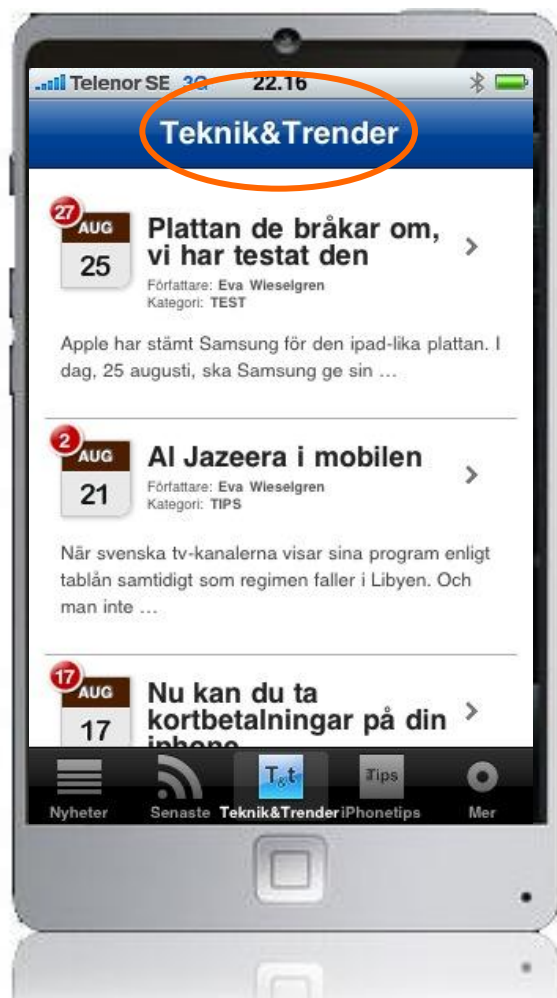 Telenor SE 3G 22.16
Teknik&Trender
27
AUG
25
Plattan de bråkar om,
vi har testat den
Författare: Eva Wieselgren
Kategori: TEST
Apple har stämt Samsung för den ipad-lika plattan. I
dag, 25 augusti, ska Samsung ge sin …
2
AUG
21
Al Jazeera i mobilen
Författare: Eva Wieselgren
Kategori: TIPS
När svenska tv-kanalerna visar sina program enligt
tablån samtidigt som regimen faller i Libyen. Och
man inte …
17
AUG
17
Nu kan du ta
kortbetalningar på din
iphone
T&t
Tips
Nyheter Senaste Teknik&Trender iPhonetips Mer